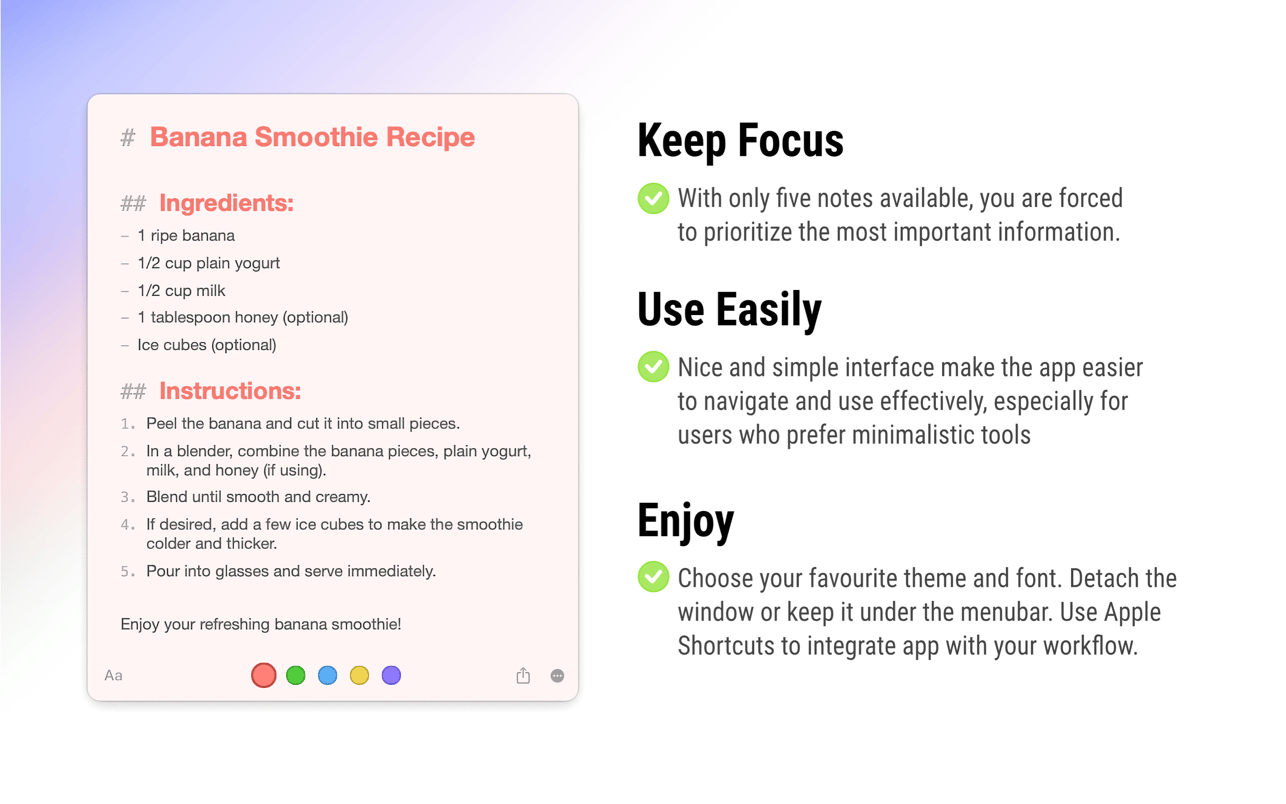 # Banana Smoothie Recipe
## Ingredients:
– 1 ripe banana
– 1/2 cup plain yogurt
– 1/2 cup milk
– 1 tablespoon honey (optional)
– Ice cubes (optional)
## Instructions:
1. Peel the banana and cut it into small pieces.
2. In a blender, combine the banana pieces, plain yogurt,
milk, and honey (if using).
3. Blend until smooth and creamy.
4. If desired, add a few ice cubes to make the smoothie
colder and thicker.
5. Pour into glasses and serve immediately.
Enjoy your refreshing banana smoothie!
Aa
Keep Focus
With only five notes available, you are forced
to prioritize the most important information.
Use Easily
Nice and simple interface make the app easier
to navigate and use effectively, especially for
users who prefer minimalistic tools
Enjoy
Choose your favourite theme and font. Detach the
window or keep it under the menubar. Use Apple
Shortcuts to integrate app with your workflow.